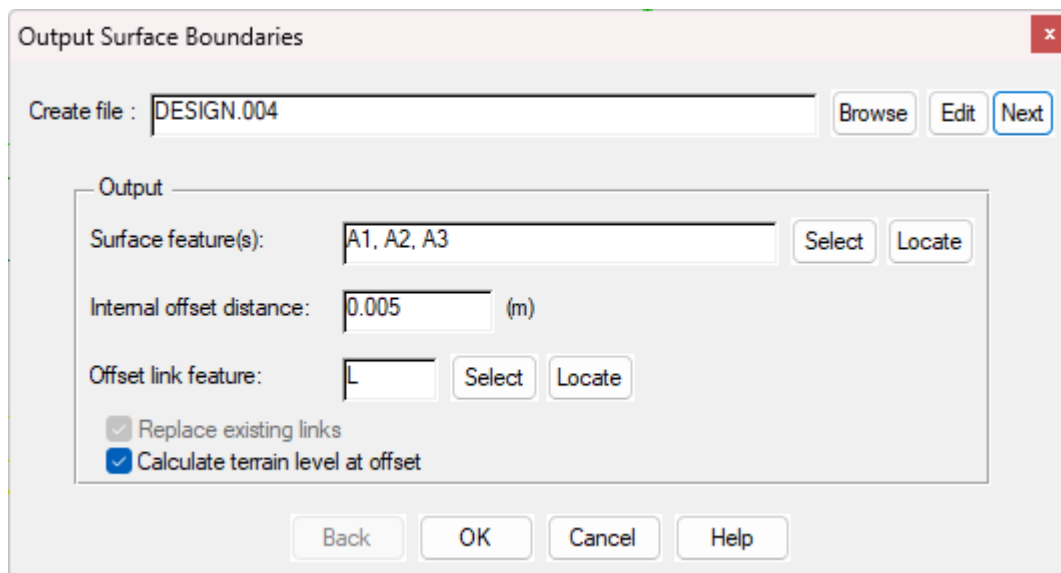 Output Surface Boundaries x
Create file : DESIGN.004 Browse Edit Next
Output
Surface feature(s): A1, A2, A3 Select Locate
Internal offset distance: 0.005 (m)
Offset link feature: L Select Locate
Replace existing links
Calculate terrain level at offset
Back OK Cancel Help